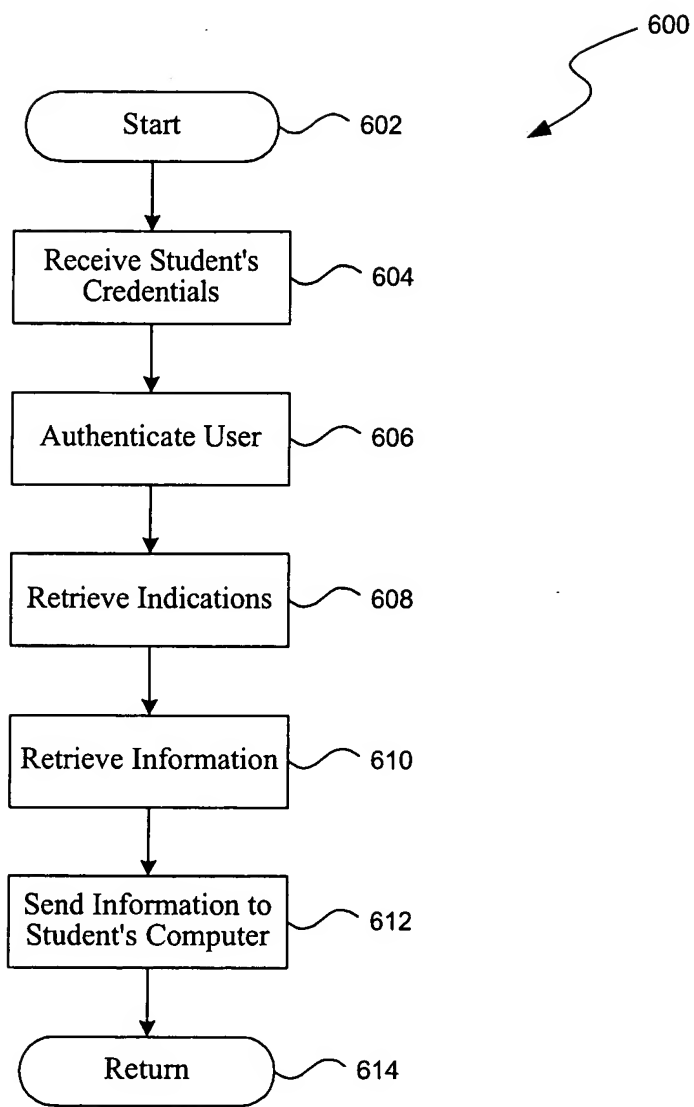 600
Start
602
Receive Student's
Credentials
604
Authenticate User
606
Retrieve Indications
608
Retrieve Information
610
Send Information to
Student's Computer
612
Return
614